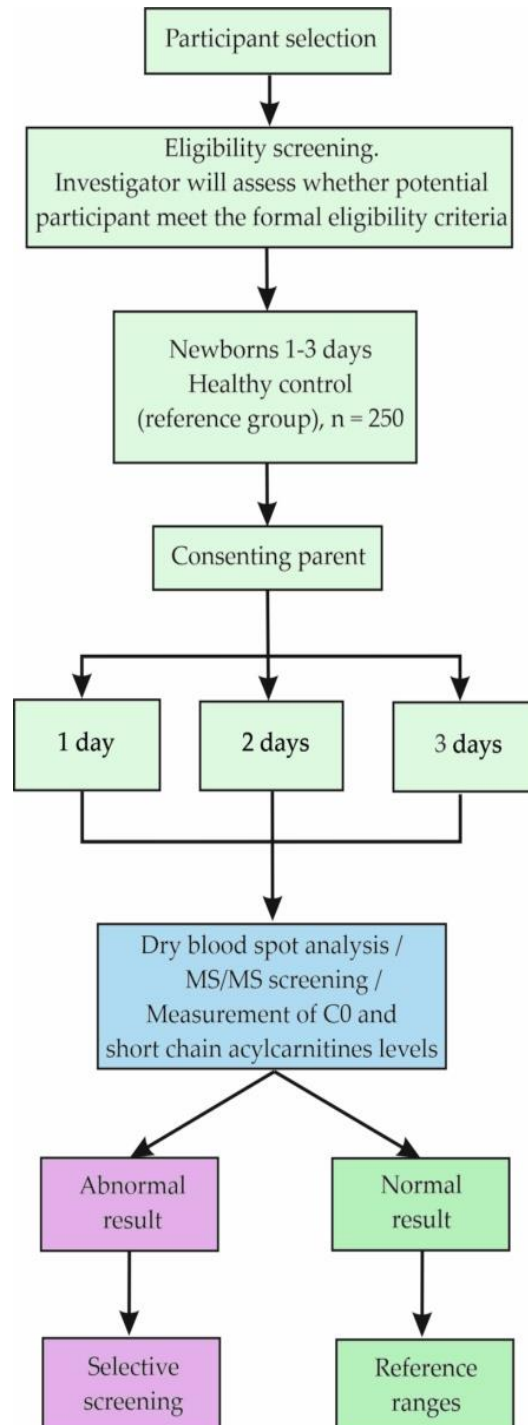 Participant selection
Eligibility screening.
Investigator will assess whether potential
participant meet the formal eligibility criteria
Newborns 1-3 days
Healthy control
(reference group), n = 250
Consenting parent
1 day
2 days
3 days
Dry blood spot analysis /
MS/MS screening /
Measurement of C0 and
short chain acylcarnitines levels
Abnormal
result
Normal
result
Selective
screening
Reference
ranges